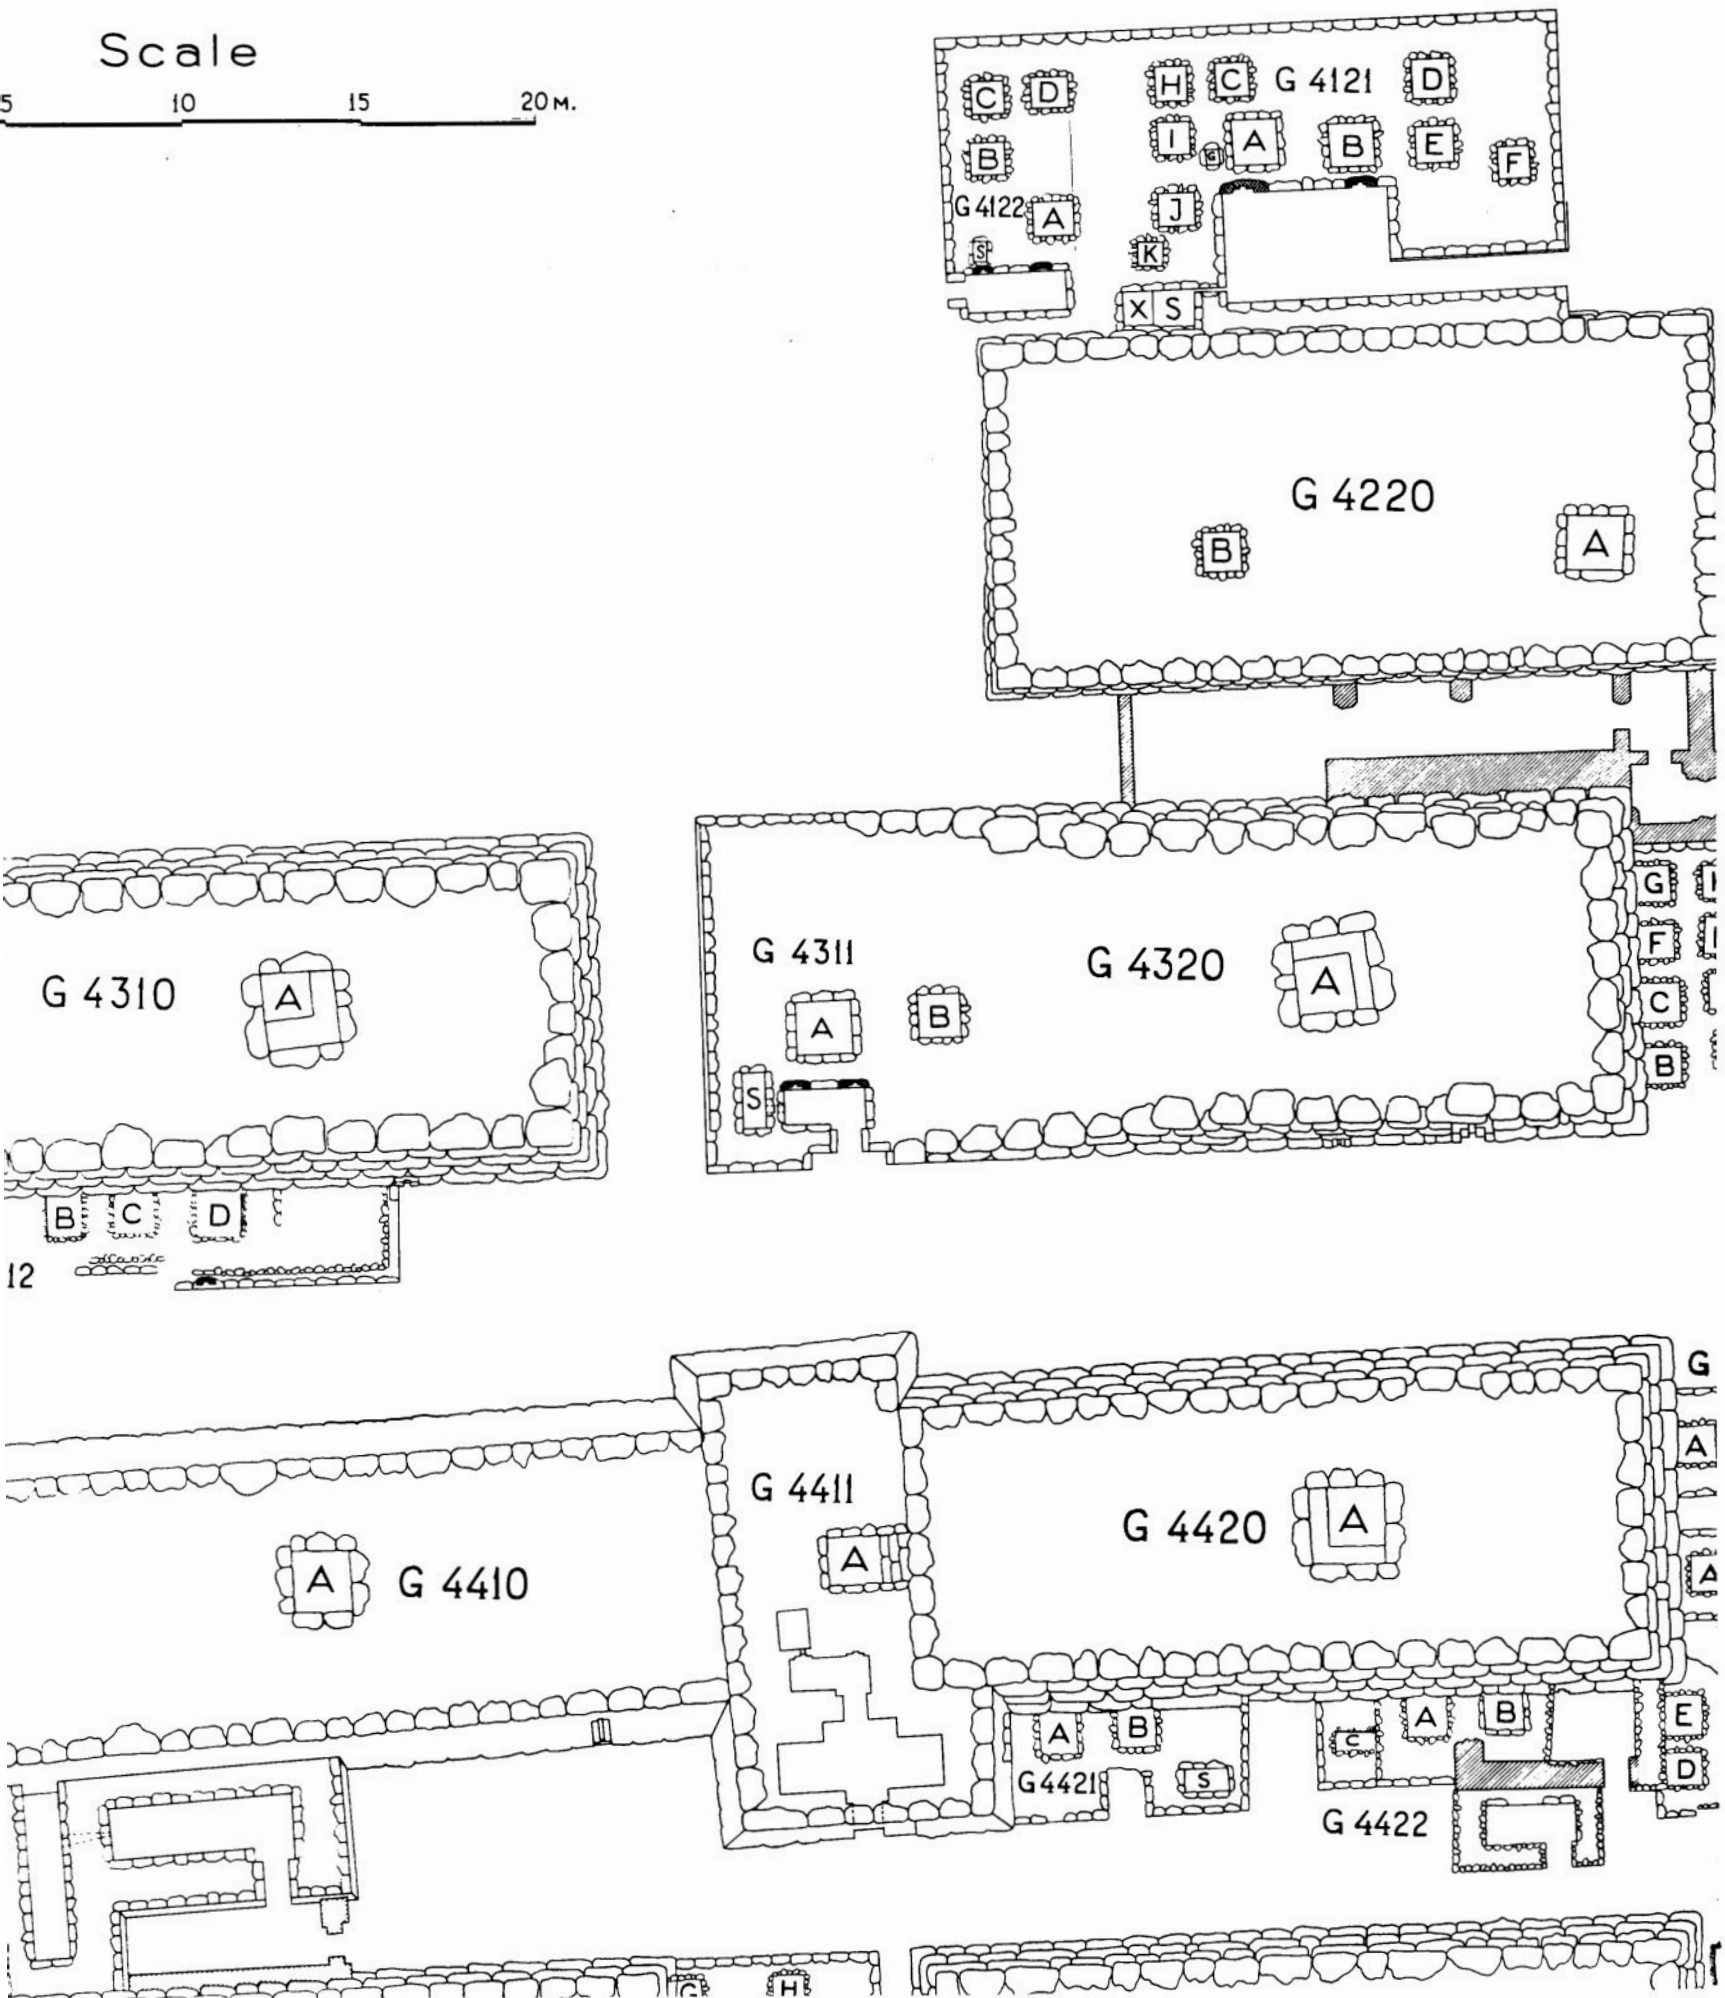 Scale
5 10 15 20 M.
C D H C G 4121 D
B I G A B E F
G 4122 A J
S K
X S
G 4220
B A
G 4311 G 4320
G 4310 A A B A
S
G
F
C
B
B C D
12
G
G 4411 A
A G 4420 A
A G 4410 A
A B C A B E
G 4421 S D
G 4422
G H